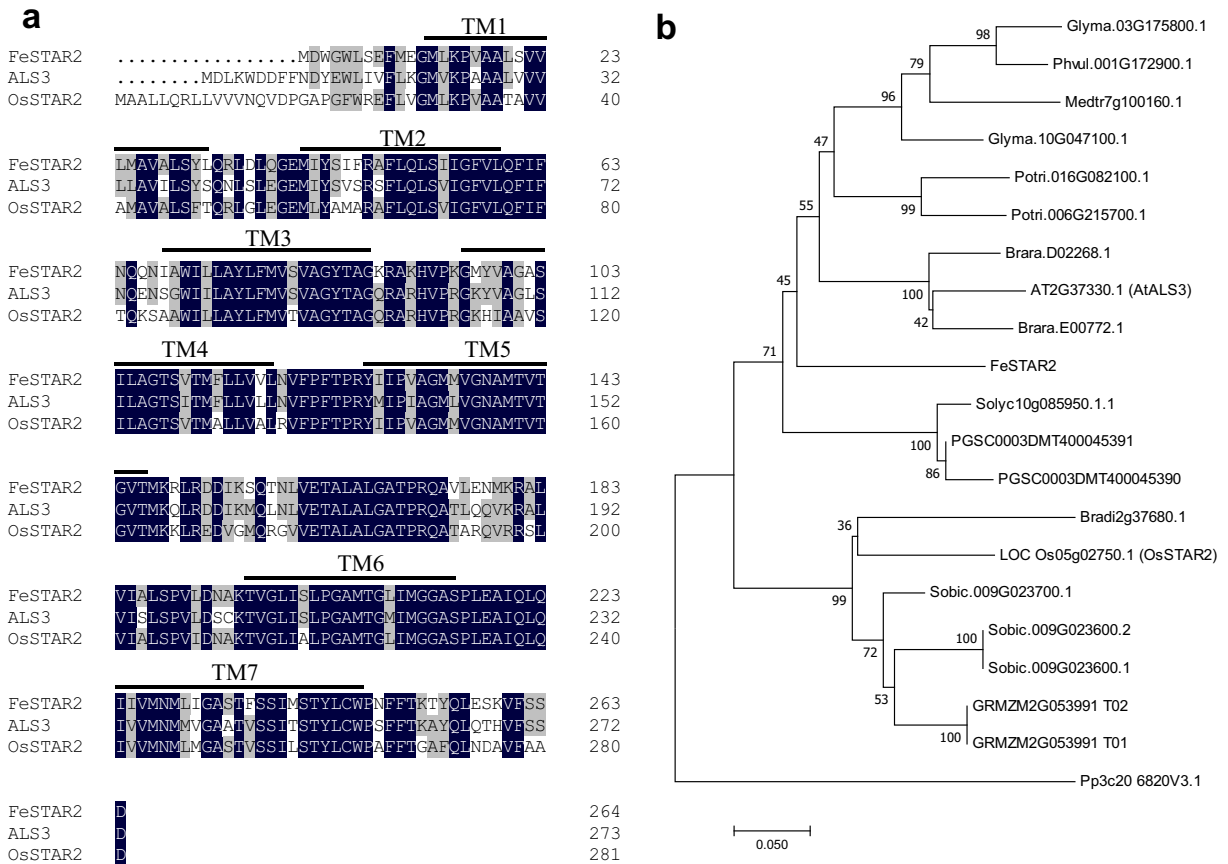 a
TM1
FeSTAR2 ................MDWGWLSEFMEGMLKPVAALSVV 23
ALS3 ........MDLKWDDFFNDYEWLIVFLKGMVKPAAALVVV 32
OsSTAR2 MAALLQRLLVVVNQVDPGAPGFWREFLVGMLKPVAATAVV 40
TM2
FeSTAR2 LMAVALSYLQRLDLQGEMIYSIFRAFLQLSIIGFVLQFIF 63
ALS3 LLAVILSYSQNLSLEGEMIYSVSRSFLQLSVIGFVLQFIF 72
OsSTAR2 AMAVALSFTQRLGLEGEMLYAMARAFLQLSVIGFVLQFIF 80
TM3
FeSTAR2 NQQNIAWILLAYLFMVSVAGYTAGKRAKHVPKGMYVAGAS 103
ALS3 NQENSGWIILAYLFMVSVAGYTAGQRARHVPRGKYVAGLS 112
OsSTAR2 TQKSAAWILLAYLFMVTVAGYTAGQRARHVPRGKHIAAVS 120
TM4 TM5
FeSTAR2 ILAGTSVTMFLLVVLNVFPFTPRYIIPVAGMMVGNAMTVT 143
ALS3 ILAGTSITMFLLVLLNVFPFTPRYMIPIAGMLVGNAMTVT 152
OsSTAR2 ILAGTSVTMALLVALRVFPFTPRYIIPVAGMMVGNAMTVT 160
FeSTAR2 GVTMKRLRDDIKSQTNLVETALALGATPRQAVLENMKRAL 183
ALS3 GVTMKQLRDDIKMQLNLVETALALGATPRQATLQQVKRAL 192
OsSTAR2 GVTMKKLREDVGMQRGVVETALALGATPRQATARQVRRSL 200
TM6
FeSTAR2 VIALSPVLDNAKTVGLISLPGAMTGLIMGGASPLEAIQLQ 223
ALS3 VISLSPVLDSCKTVGLISLPGAMTGMIMGGASPLEAIQLQ 232
OsSTAR2 VIALSPVIDNAKTVGLIALPGAMTGLIMGGASPLEAIQLQ 240
TM7
FeSTAR2 IIVMNMLIGASTFSSIMSTYLCWPNFFTKTYQLESKVFSS 263
ALS3 IVVMNMMVGAATVSSITSTYLCWPSFFTKAYQLQTHVFSS 272
OsSTAR2 IVVMNMLMGASTVSSILSTYLCWPAFFTGAFQLNDAVFAA 280
FeSTAR2 D 264
ALS3 D 273
OsSTAR2 D 281
b
Glyma.03G175800.1
98
Phvul.001G172900.1
79
Medtr7g100160.1
96
Glyma.10G047100.1
47
Potri.016G082100.1
99
Potri.006G215700.1
55
Brara.D02268.1
100
AT2G37330.1 (AtALS3)
42
Brara.E00772.1
45
FeSTAR2
71
Solyc10g085950.1.1
100
PGSC0003DMT400045391
86
PGSC0003DMT400045390
Bradi2g37680.1
36
LOC Os05g02750.1 (OsSTAR2)
99
Sobic.009G023700.1
72
Sobic.009G023600.2
100
Sobic.009G023600.1
53
GRMZM2G053991 T02
100
GRMZM2G053991 T01
Pp3c20 6820V3.1
0.050